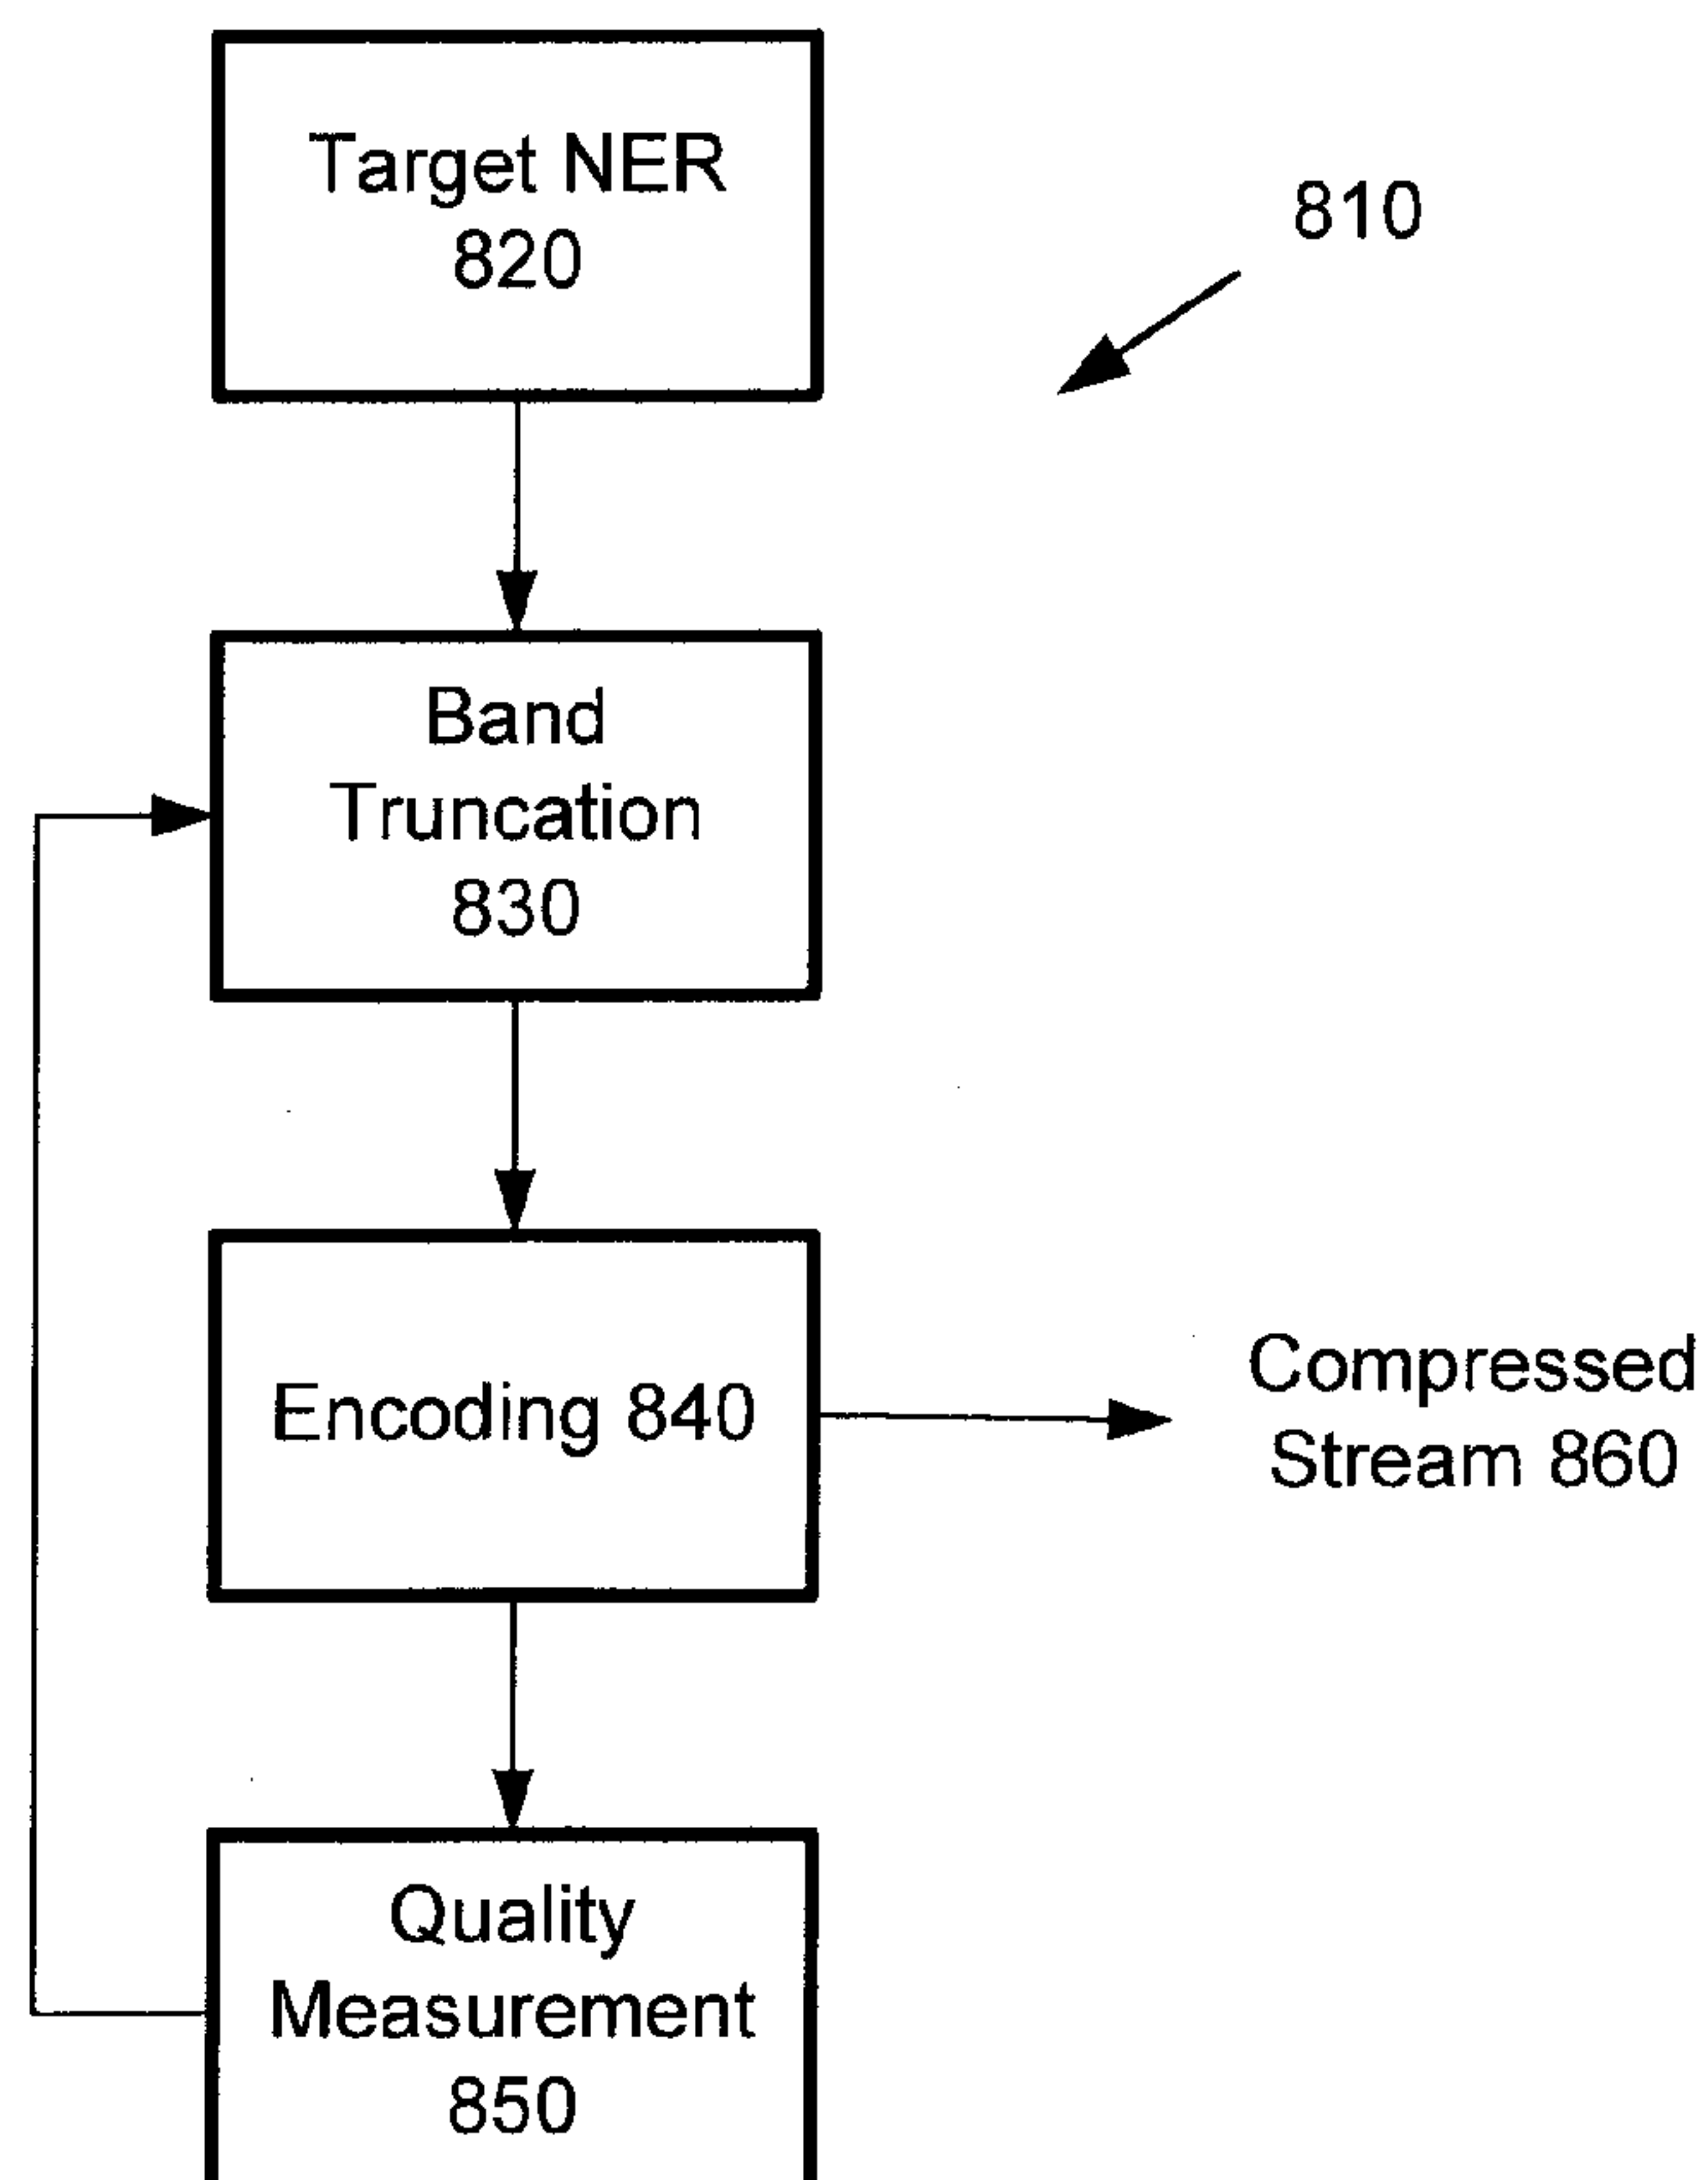 Target NER
820
810
Band
Truncation
830
Encoding 840
Compressed
Stream 860
Quality
Measurement
850